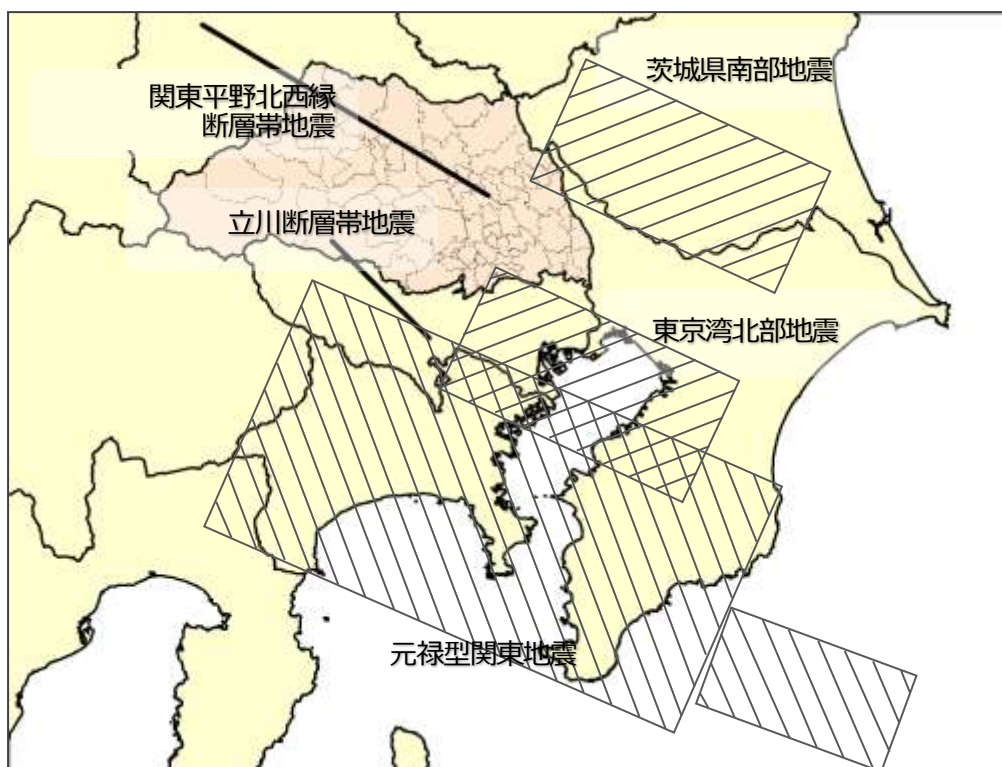 茨城県南部地震
関東平野北西縁
断層帯地震
立川断層帯地震
東京湾北部地震
元禄型関東地震